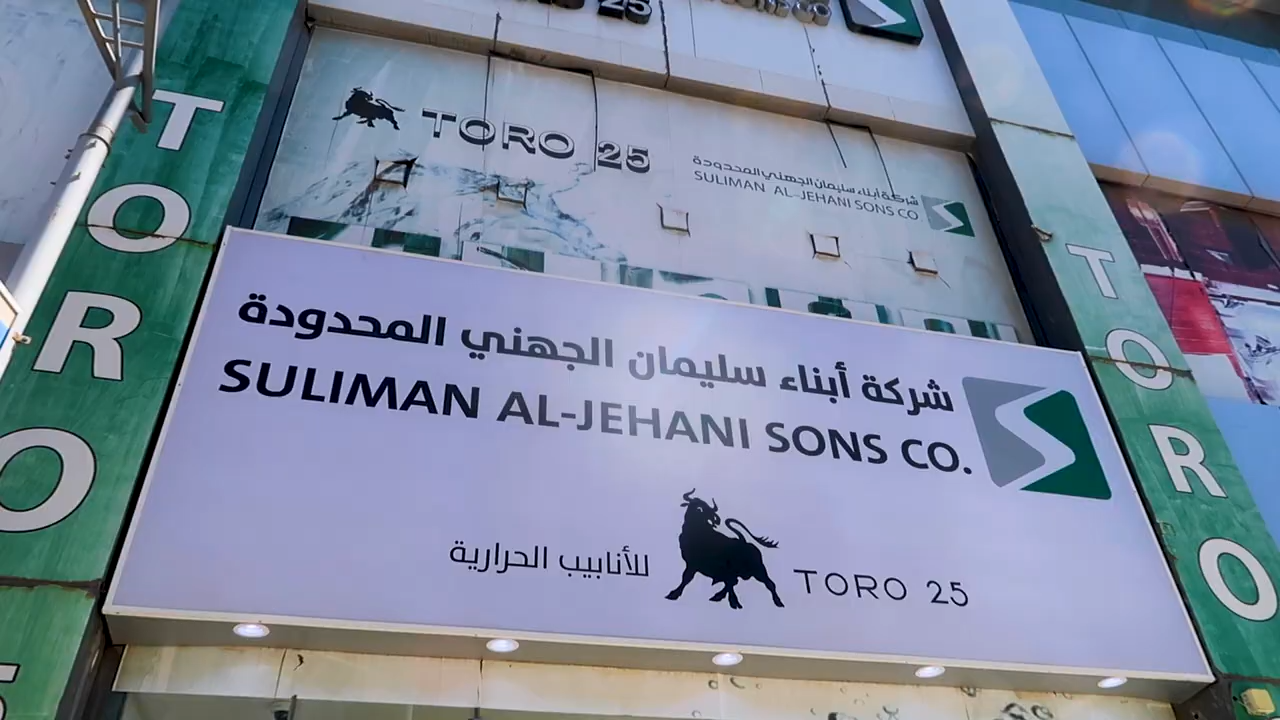 TORO 25
شركة أبناء سليمان الجهني المحدودة
SULIMAN AL-JEHANI SONS CO
شركة أبناء سليمان الجهني المحدودة
SULIMAN AL-JEHANI SONS CO.
للأنابيب الحرارية
TORO 25
TORO
TORO